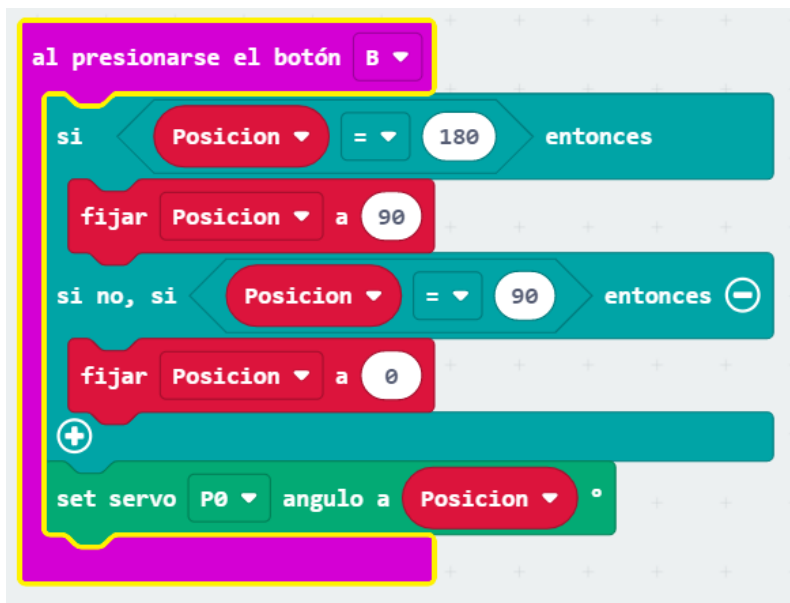 al presionarse el botón B
si Posicion = 180 entonces
fijar Posicion a 90
si no, si Posicion = 90 entonces
fijar Posicion a 0
set servo P0 angulo a Posicion °